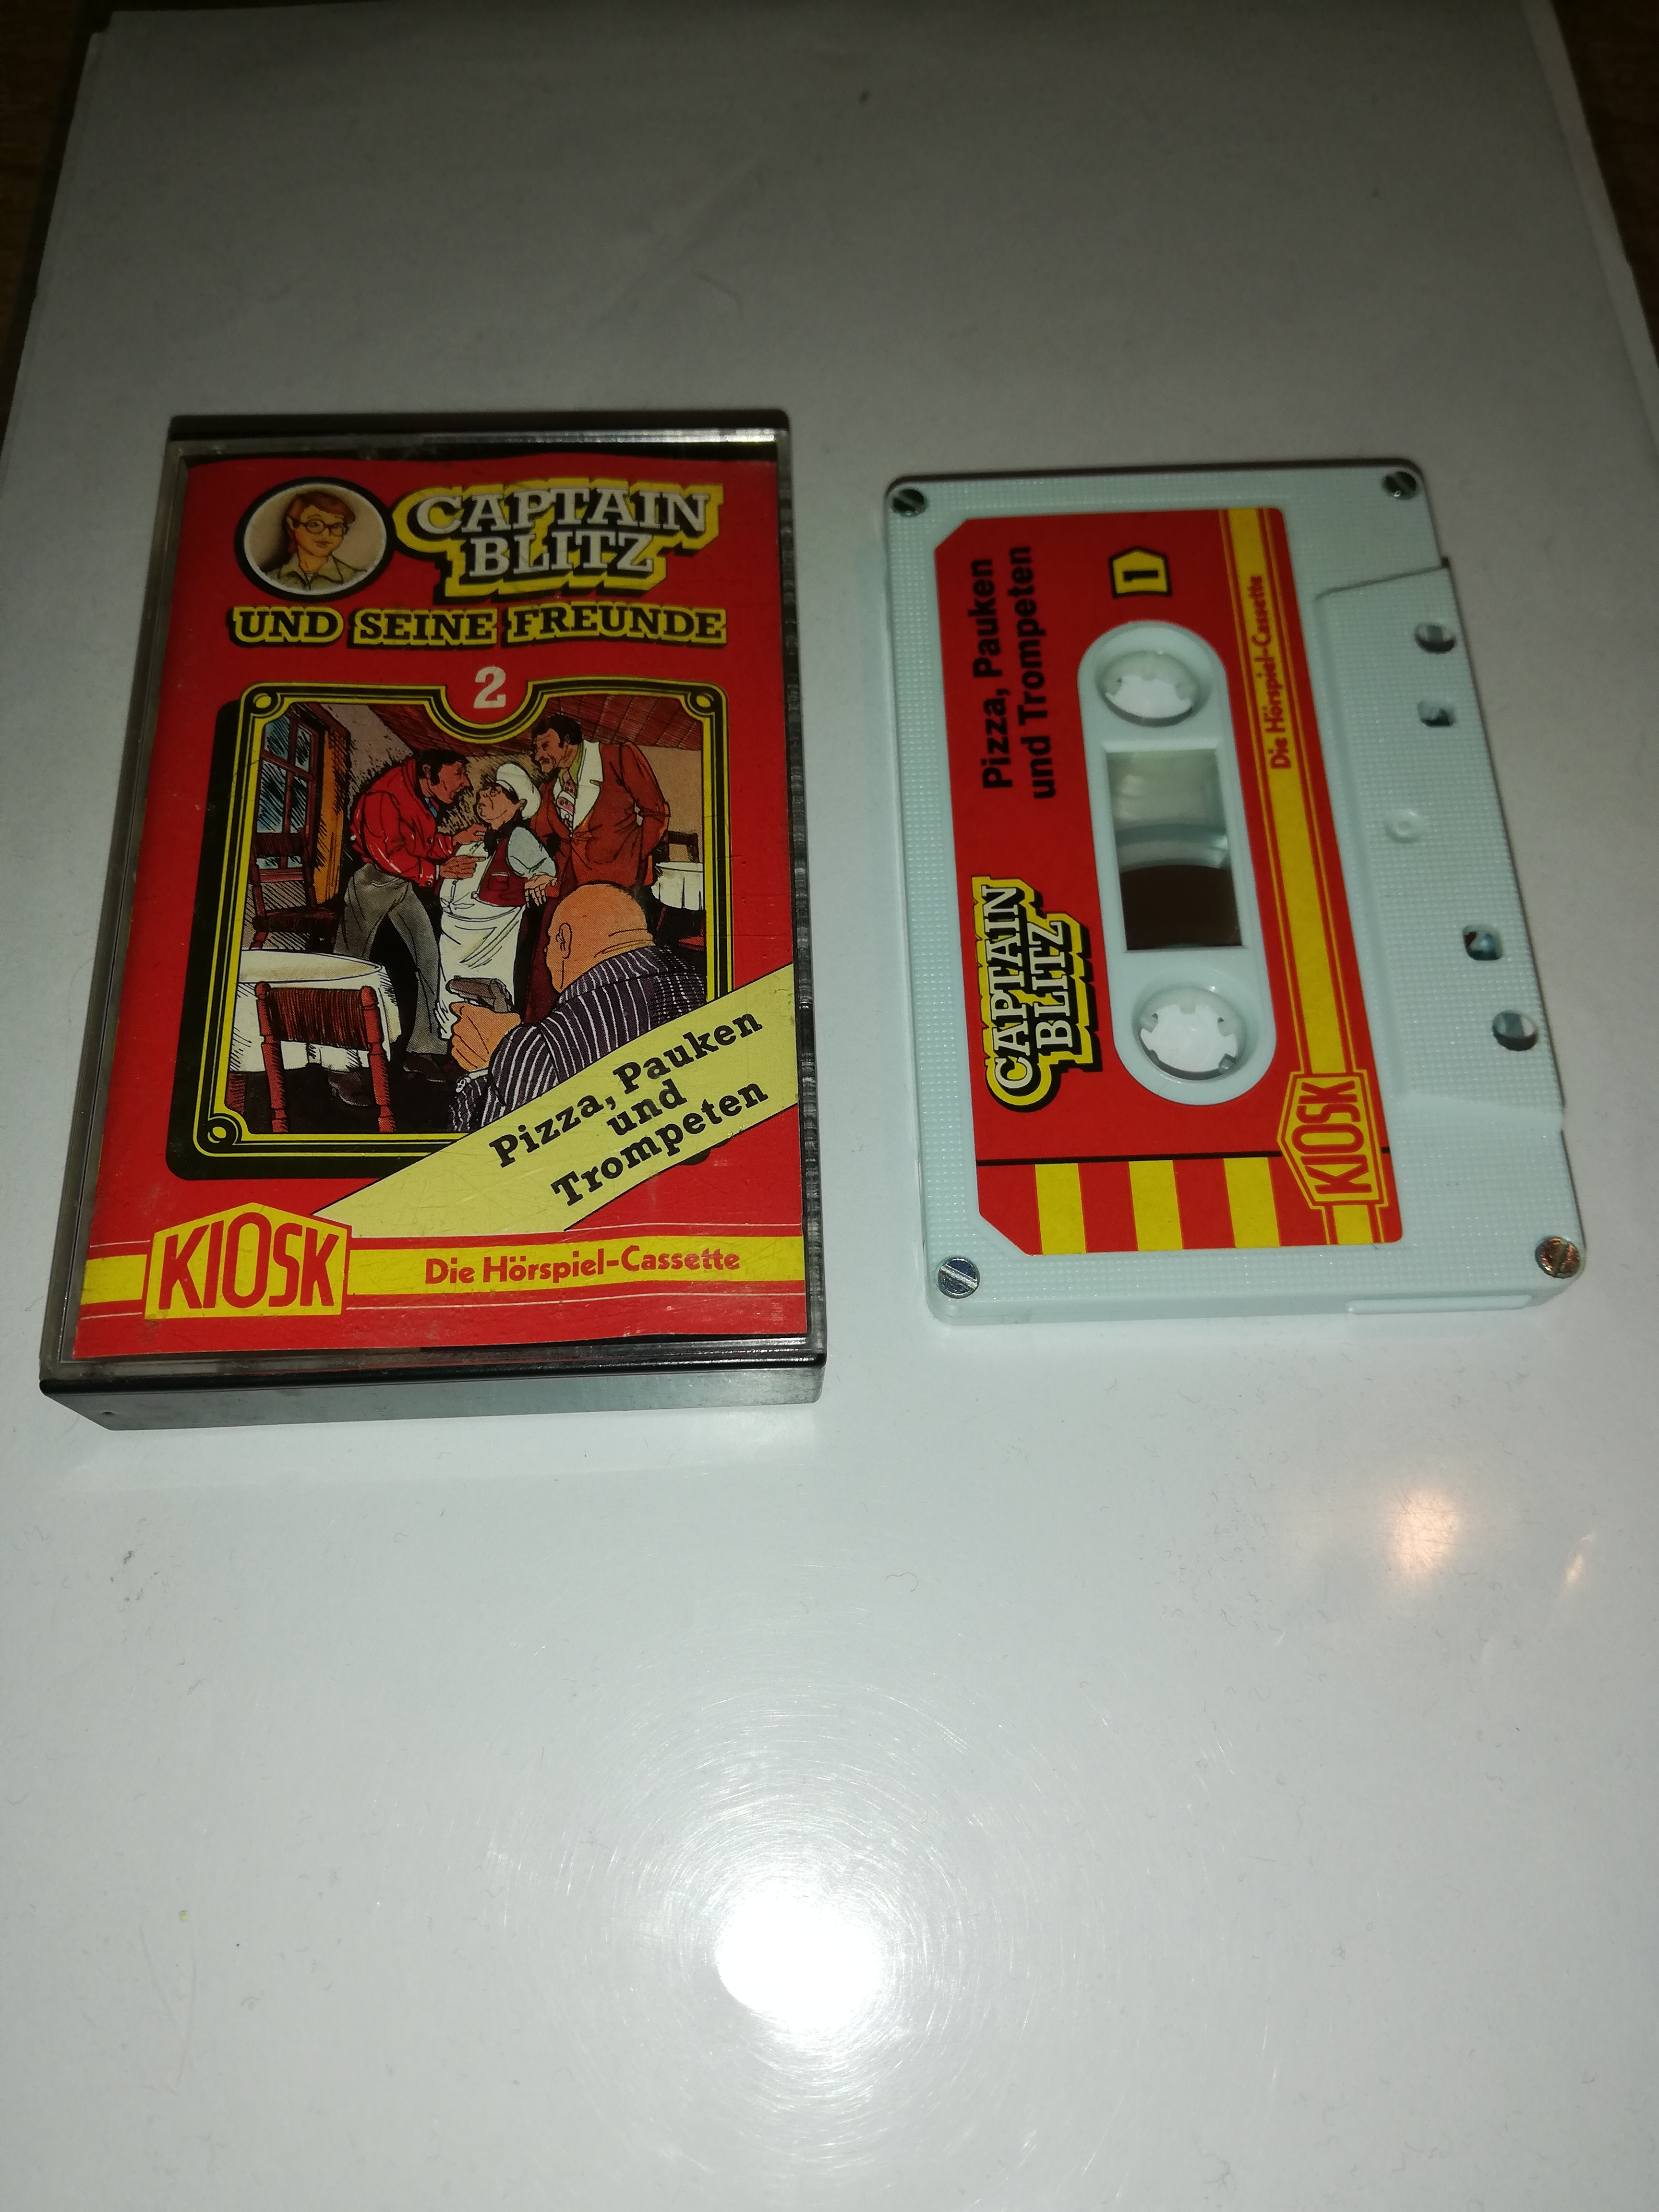 CAPTAIN
BLITZ
UND SEINE FREUNDE
2
Pizza, Pauken
und
Trompeten
KIOSK
Die Hörspiel-Cassette
CAPTAIN
BLITZ
Pizza, Pauken
und Trompeten
1
KIOSK
Die Hörspiel-Cassette